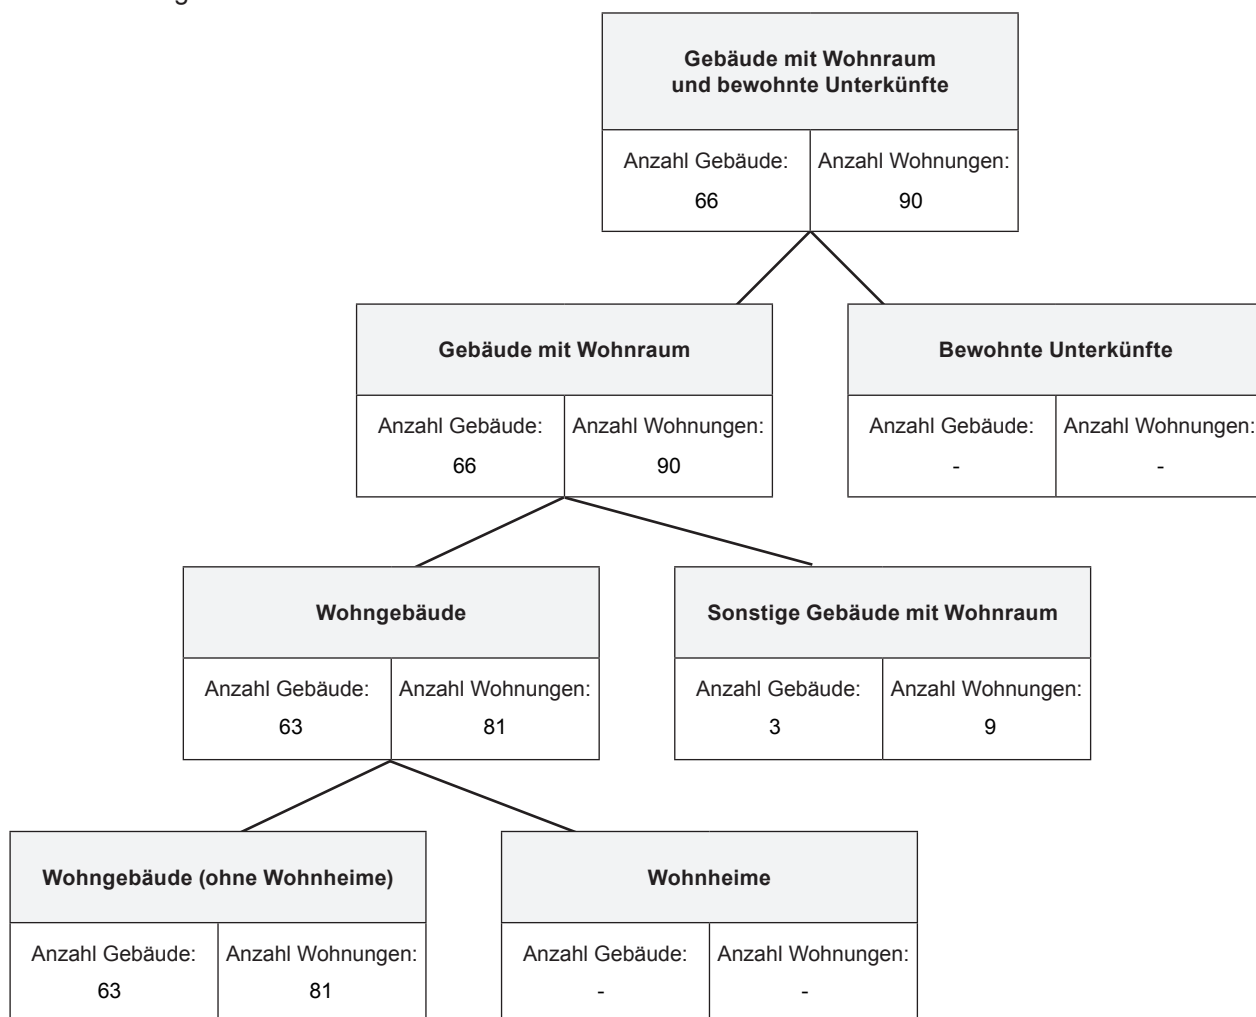 Gebäude mit Wohnraum
und bewohnte Unterkünfte
Anzahl Gebäude: Anzahl Wohnungen:
66 90
Gebäude mit Wohnraum
Anzahl Gebäude: Anzahl Wohnungen:
66 90
Bewohnte Unterkünfte
Anzahl Gebäude: Anzahl Wohnungen:
- -
Wohngebäude
Anzahl Gebäude: Anzahl Wohnungen:
63 81
Sonstige Gebäude mit Wohnraum
Anzahl Gebäude: Anzahl Wohnungen:
3 9
Wohngebäude (ohne Wohnheime)
Anzahl Gebäude: Anzahl Wohnungen:
63 81
Wohnheime
Anzahl Gebäude: Anzahl Wohnungen:
- -